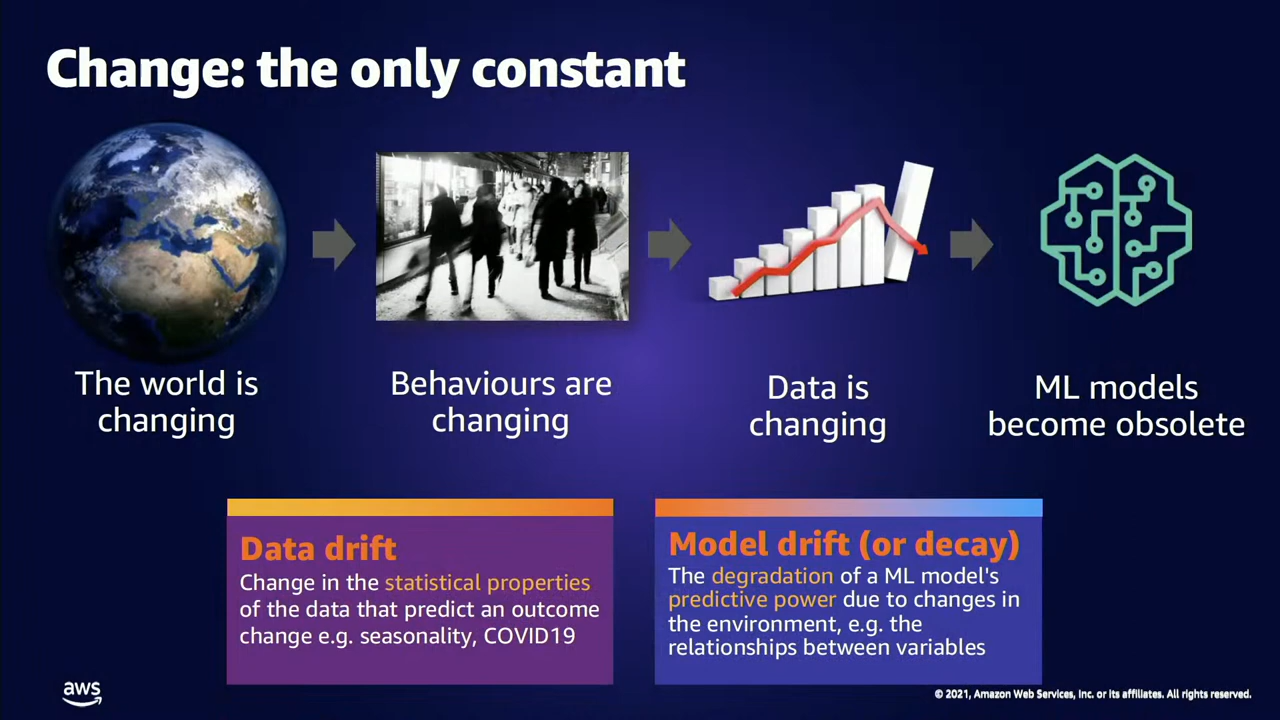 Change: the only constant
The world is
changing
Behaviours are
changing
Data is
changing
ML models
become obsolete
Data drift
Change in the statistical properties
of the data that predict an outcome
change e.g. seasonality, COVID19
Model drift (or decay)
The degradation of a ML model's
predictive power due to changes in
the environment, e.g. the
relationships between variables
aws
© 2021, Amazon Web Services, Inc. or its affiliates. All rights reserved.